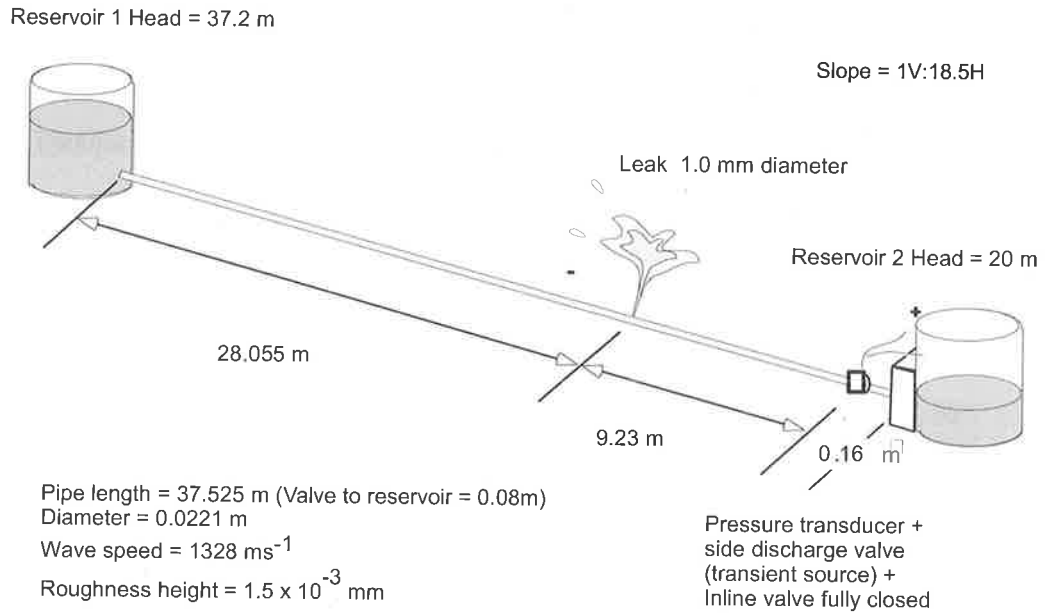 Reservoir 1 Head = 37.2 m
Slope = 1V:18.5H
Leak 1.0 mm diameter
Reservoir 2 Head = 20 m
-
+
28.055 m
9.23 m
0.16 m
Pipe length = 37.525 m (Valve to reservoir = 0.08m)
Diameter = 0.0221 m
Wave speed = 1328 ms⁻¹
Roughness height = 1.5 x 10⁻³ mm
Pressure transducer +
side discharge valve
(transient source) +
Inline valve fully closed